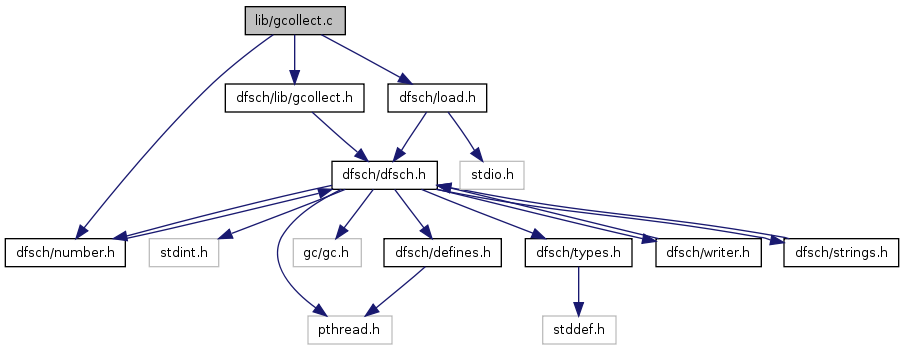 lib/gcollect.c
dfsch/lib/gcollect.h
dfsch/load.h
dfsch/dfsch.h
stdio.h
dfsch/number.h
stdint.h
gc/gc.h
dfsch/defines.h
dfsch/types.h
dfsch/writer.h
dfsch/strings.h
pthread.h
stddef.h